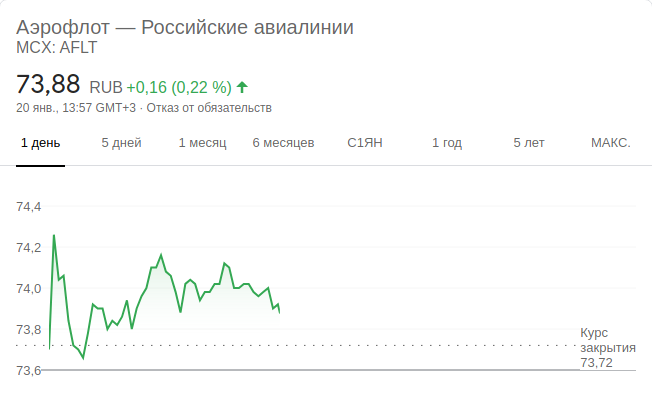 Аэрофлот — Российские авиалинии
MCX: AFLT
73,88 RUB +0,16 (0,22 %)
20 янв., 13:57 GMT+3 · Отказ от обязательств
1 день 5 дней 1 месяц 6 месяцев С1ЯН 1 год 5 лет МАКС.
74,4
74,2
74,0
73,8
73,6
Курс
закрытия
73,72